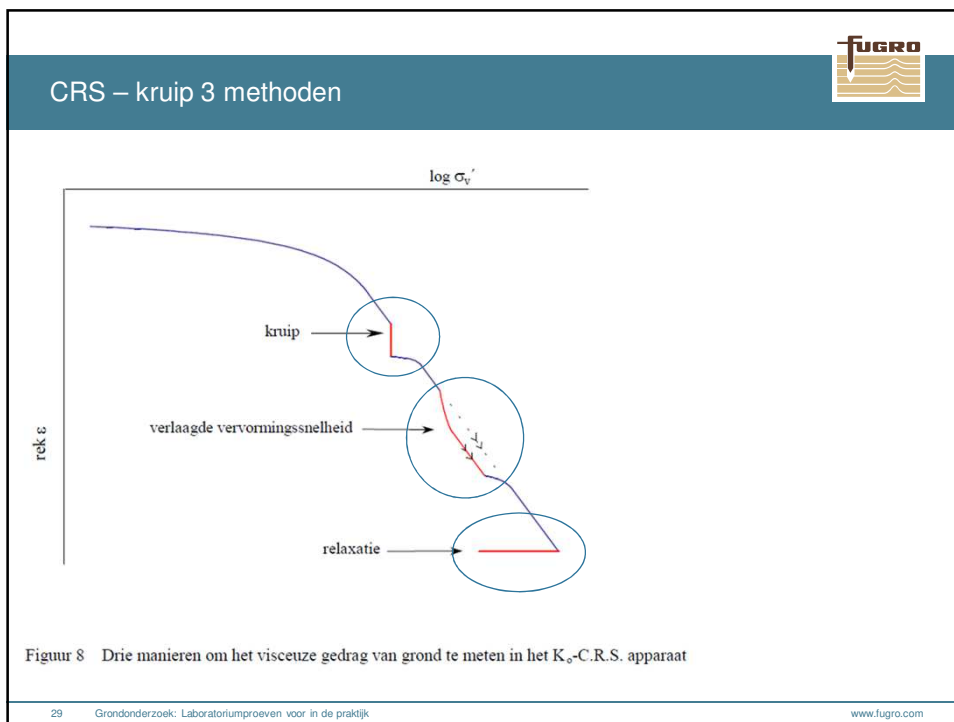 fugro
CRS – kruip 3 methoden
log σv′
kruip
verlaagde vervormingssnelheid
rek ε
relaxatie
Figuur 8 Drie manieren om het visceuze gedrag van grond te meten in het Ko-C.R.S. apparaat
29 Grondonderzoek: Laboratoriumproeven voor in de praktijk www.fugro.com